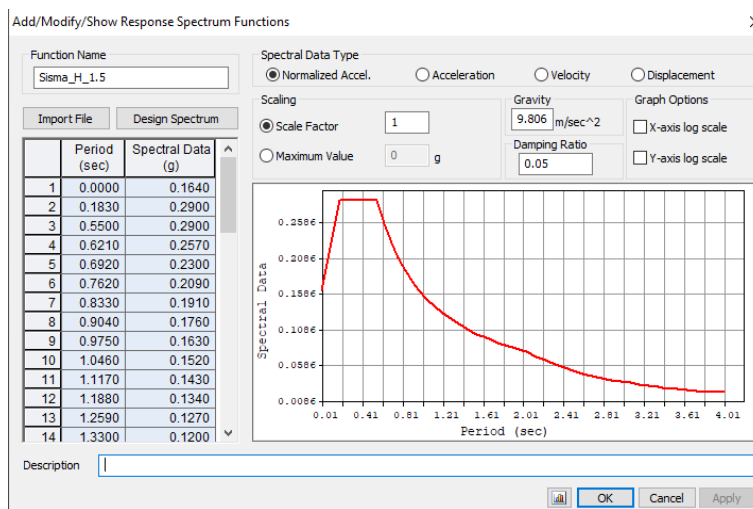 Add/Modify/Show Response Spectrum Functions
Function Name
Sisma_H_1.5
Import File Design Spectrum
Spectral Data Type
Normalized Accel. Acceleration Velocity Displacement
Scaling
Scale Factor 1
Maximum Value 0 g
Gravity
9.806 m/sec^2
Damping Ratio
0.05
Graph Options
X-axis log scale
Y-axis log scale
Period (sec) Spectral Data (g)
1 0.0000 0.1640
2 0.1830 0.2900
3 0.5500 0.2900
4 0.6210 0.2570
5 0.6920 0.2300
6 0.7620 0.2090
7 0.8330 0.1910
8 0.9040 0.1760
9 0.9750 0.1630
10 1.0460 0.1520
11 1.1170 0.1430
12 1.1880 0.1340
13 1.2590 0.1270
14 1.3300 0.1200
Spectral Data
0.2586
0.2086
0.1586
0.1086
0.0586
0.0086
0.01 0.41 0.81 1.21 1.61 2.01 2.41 2.81 3.21 3.61 4.01
Period (sec)
Description
OK Cancel Apply